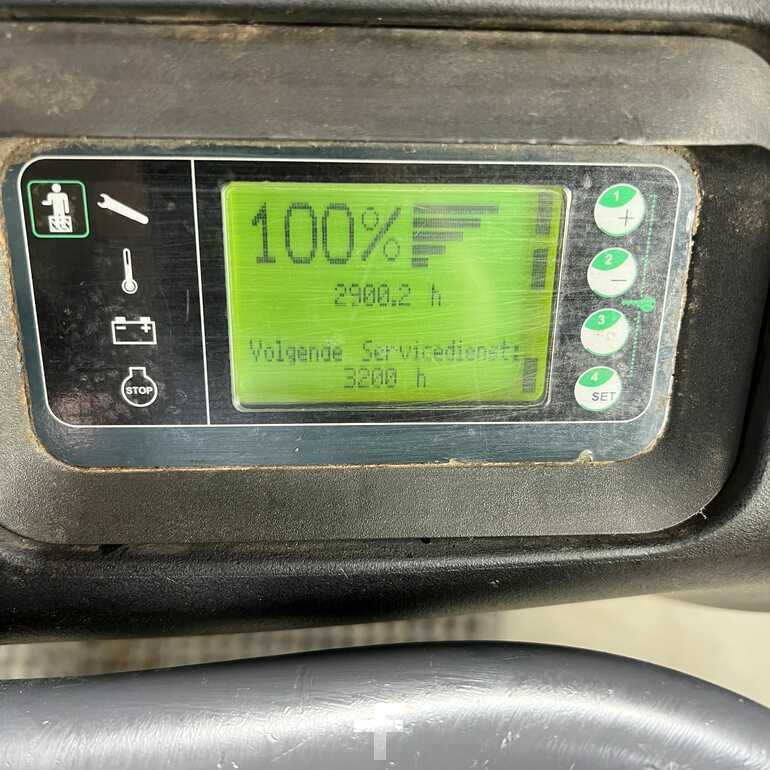 100%
2900.2 h
Volgende Servicedienst:
3200 h
STOP
1
+
2
−
3
4
SET